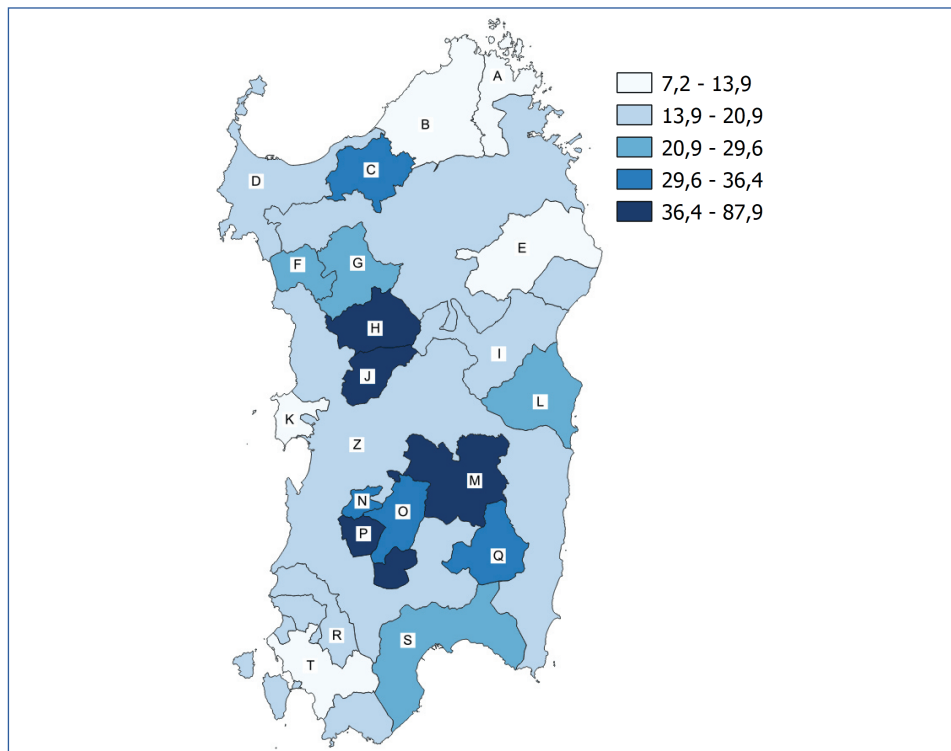 A
B
C
D
E
F
G
H
I
J
K
L
Z
M
N
O
P
Q
R
S
T
7,2 - 13,9
13,9 - 20,9
20,9 - 29,6
29,6 - 36,4
36,4 - 87,9